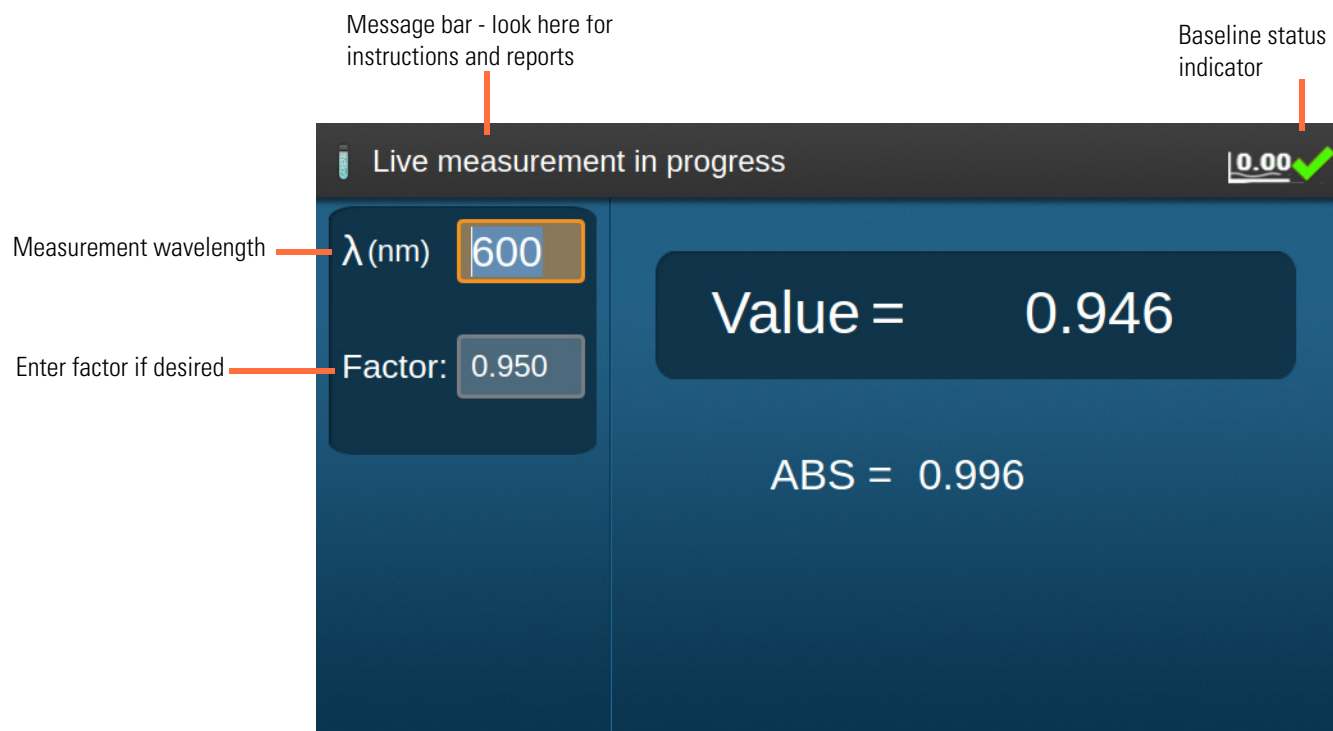 Message bar - look here for
instructions and reports
Baseline status
indicator
Live measurement in progress
0.00
Measurement wavelength
λ (nm) 600
Value = 0.946
Enter factor if desired
Factor: 0.950
ABS = 0.996